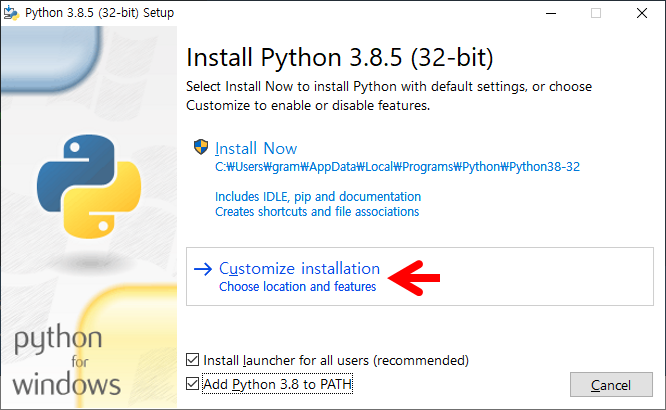 Python 3.8.5 (32-bit) Setup
Install Python 3.8.5 (32-bit)
Select Install Now to install Python with default settings, or choose
Customize to enable or disable features.
Install Now
C:₩Users₩gram₩AppData₩Local₩Programs₩Python₩Python38-32
Includes IDLE, pip and documentation
Creates shortcuts and file associations
Customize installation
Choose location and features
python
for
windows
Install launcher for all users (recommended)
Add Python 3.8 to PATH
Cancel